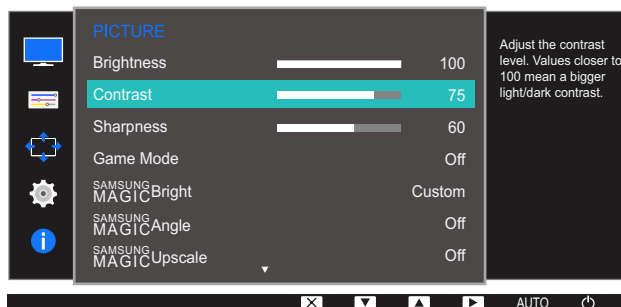 PICTURE
Brightness 100
Contrast 75
Sharpness 60
Game Mode Off
SAMSUNG MAGIC Bright Custom
SAMSUNG MAGIC Angle Off
SAMSUNG MAGIC Upscale Off
Adjust the contrast
level. Values closer to
100 mean a bigger
light/dark contrast.
AUTO